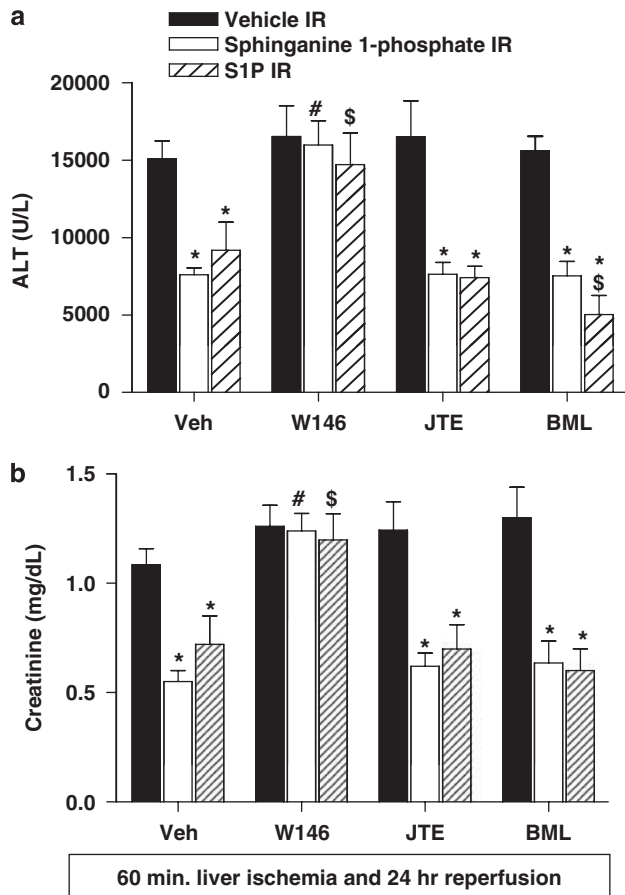 a
Vehicle IR
Sphinganine 1-phosphate IR
S1P IR
20000
15000
10000
5000
0
ALT (U/L)
*
*
#
$
*
*
*
*
$
Veh
W146
JTE
BML
b
1.5
1.0
0.5
0.0
Creatinine (mg/dL)
*
*
#
$
*
*
*
*
Veh
W146
JTE
BML
60 min. liver ischemia and 24 hr reperfusion